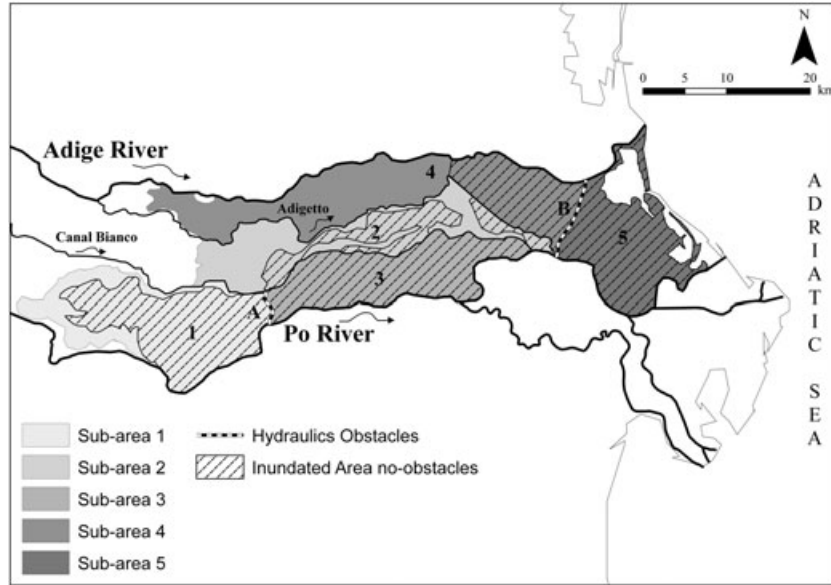 N
0 5 10 20
km
Adige River
4
Adigetto
B
Canal Bianco
2
5
3
A
1
Po River
ADRIATIC SEA
Sub-area 1
Sub-area 2
Sub-area 3
Sub-area 4
Sub-area 5
Hydraulics Obstacles
Inundated Area no-obstacles